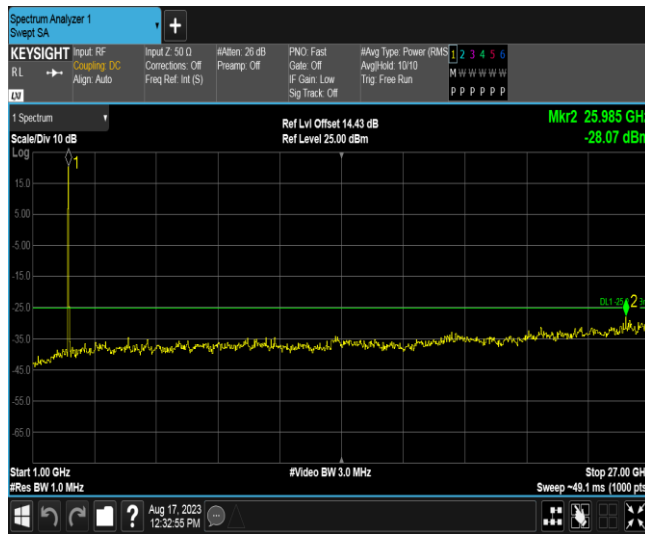 Spectrum Analyzer 1
Swept SA
+
KEYSIGHT
RL
LXI
Input: RF
Coupling: DC
Align: Auto
Input Z: 50 Ω
Corrections: Off
Freq Ref: Int (S)
#Atten: 26 dB
Preamp: Off
PNO: Fast
Gate: Off
IF Gain: Low
Sig Track: Off
#Avg Type: Power (RMS
Avg|Hold: 10/10
Trig: Free Run
1 2 3 4 5 6
M W W W W W
P P P P P P
1 Spectrum
Scale/Div 10 dB
Log
Ref Lvl Offset 14.43 dB
Ref Level 25.00 dBm
Mkr2 25.985 GH
-28.07 dBm
1
15.0
5.00
-5.00
-15.0
-25.0
-35.0
-45.0
-55.0
-65.0
DL1 -25
2
Start 1.00 GHz
#Res BW 1.0 MHz
#Video BW 3.0 MHz
Stop 27.00 GH
Sweep ~49.1 ms (1000 pts
?
Aug 17, 2023
12:32:55 PM